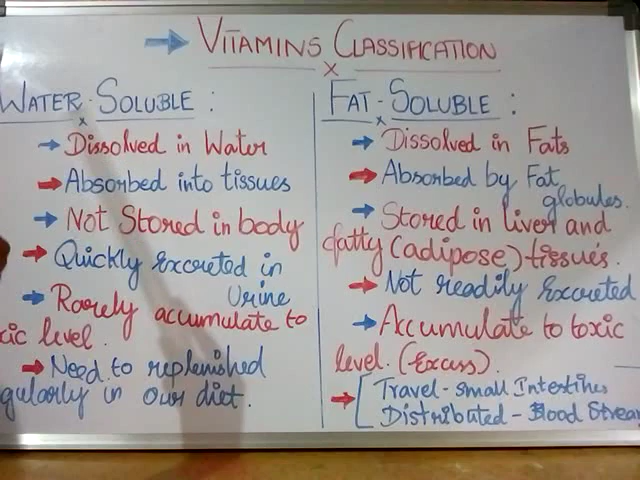 → VITAMINS CLASSIFICATION
WATER-SOLUBLE :
→ Dissolved in Water
→ Absorbed into tissues
→ Not Stored in body
→ Quickly Excreted in
Urine
→ Rarely accumulate to
xic level.
→ Need to replenished
gularly in our diet.
FAT-SOLUBLE :
→ Dissolved in Fats
→ Absorbed by Fat
globules.
→ Stored in liver and
fatty (adipose) tissues.
→ Not readily Excreted
→ Accumulate to toxic
level. (Excess).
→ [ Travel - small Intestines
Distributed - Blood Stream